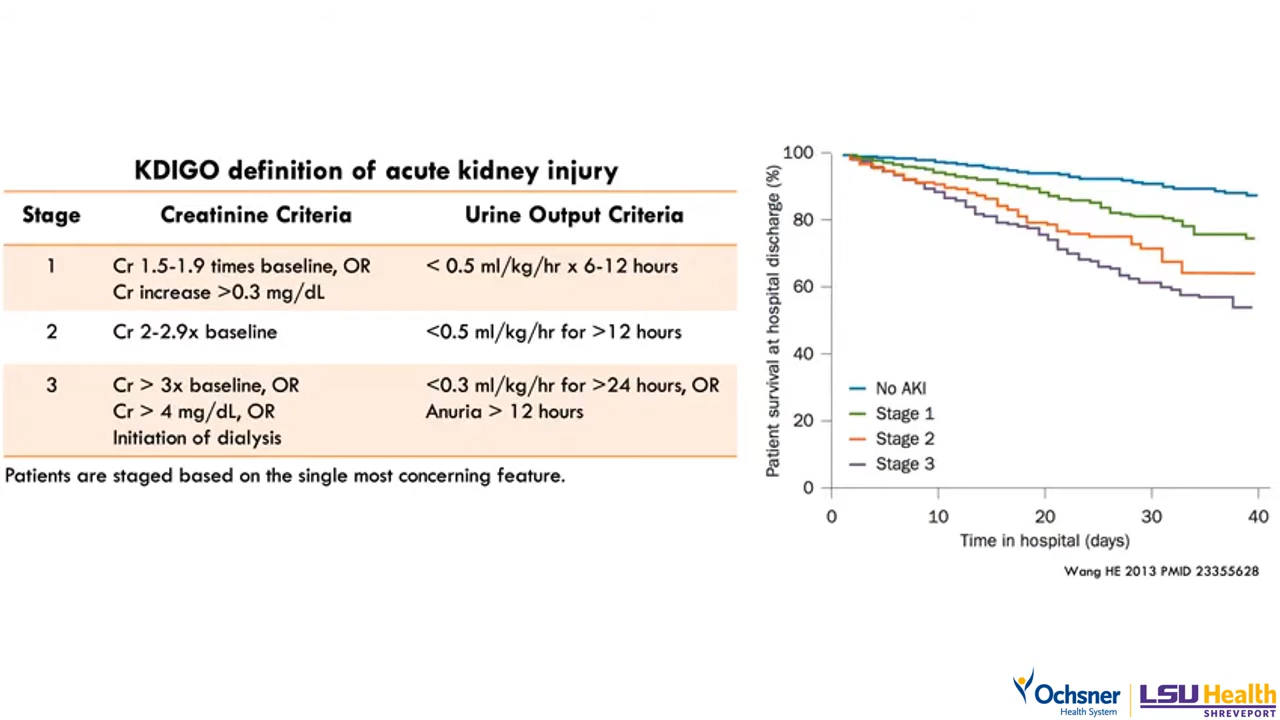 KDIGO definition of acute kidney injury
Stage Creatinine Criteria Urine Output Criteria
1 Cr 1.5-1.9 times baseline, OR < 0.5 ml/kg/hr x 6-12 hours
Cr increase >0.3 mg/dL
2 Cr 2-2.9x baseline <0.5 ml/kg/hr for >12 hours
3 Cr > 3x baseline, OR <0.3 ml/kg/hr for >24 hours, OR
Cr > 4 mg/dL, OR Anuria > 12 hours
Initiation of dialysis
Patients are staged based on the single most concerning feature.
Patient survival at hospital discharge (%)
100
80
60
40
20
0
No AKI
Stage 1
Stage 2
Stage 3
0 10 20 30 40
Time in hospital (days)
Wang HE 2013 PMID 23355628
Ochsner
Health System
LSU Health
SHREVEPORT